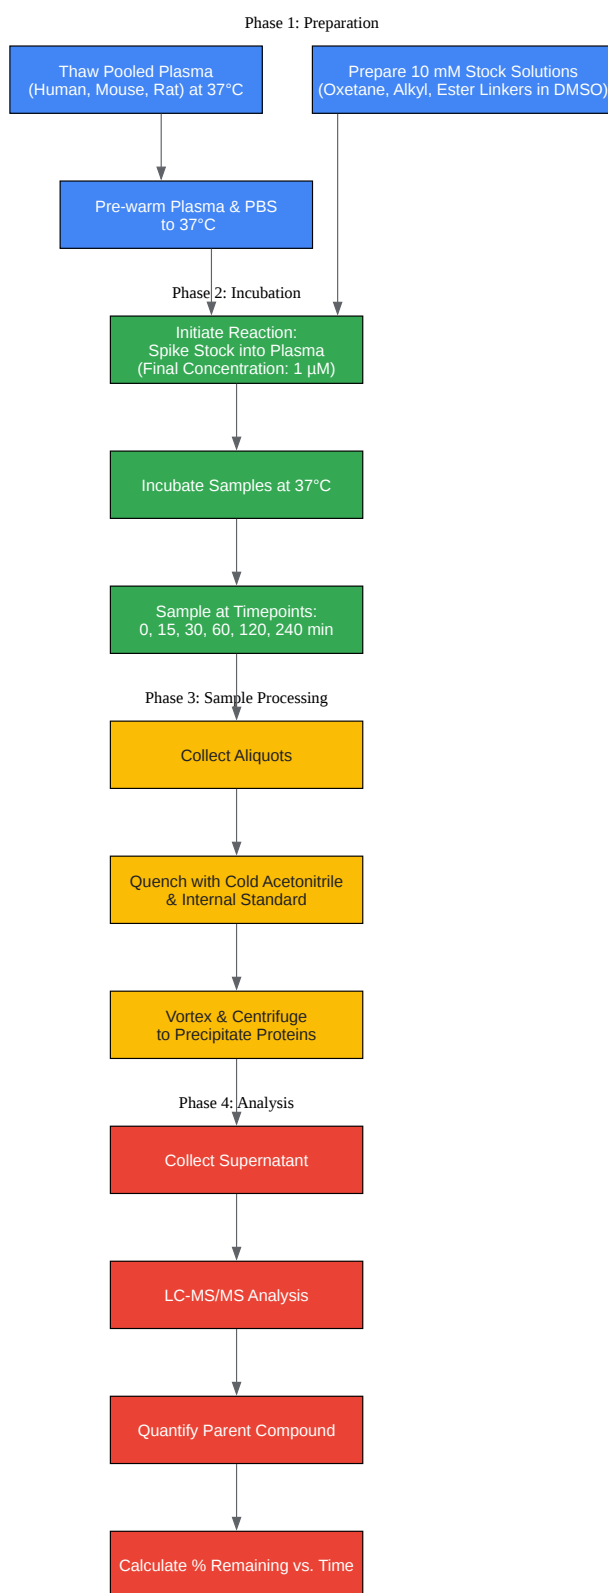 Phase 1: Preparation
Thaw Pooled Plasma
(Human, Mouse, Rat) at 37°C
Prepare 10 mM Stock Solutions
(Oxetane, Alkyl, Ester Linkers in DMSO)
Pre-warm Plasma & PBS
to 37°C
Phase 2: Incubation
Initiate Reaction:
Spike Stock into Plasma
(Final Concentration: 1 µM)
Incubate Samples at 37°C
Sample at Timepoints:
0, 15, 30, 60, 120, 240 min
Phase 3: Sample Processing
Collect Aliquots
Quench with Cold Acetonitrile
& Internal Standard
Vortex & Centrifuge
to Precipitate Proteins
Phase 4: Analysis
Collect Supernatant
LC-MS/MS Analysis
Quantify Parent Compound
Calculate % Remaining vs. Time